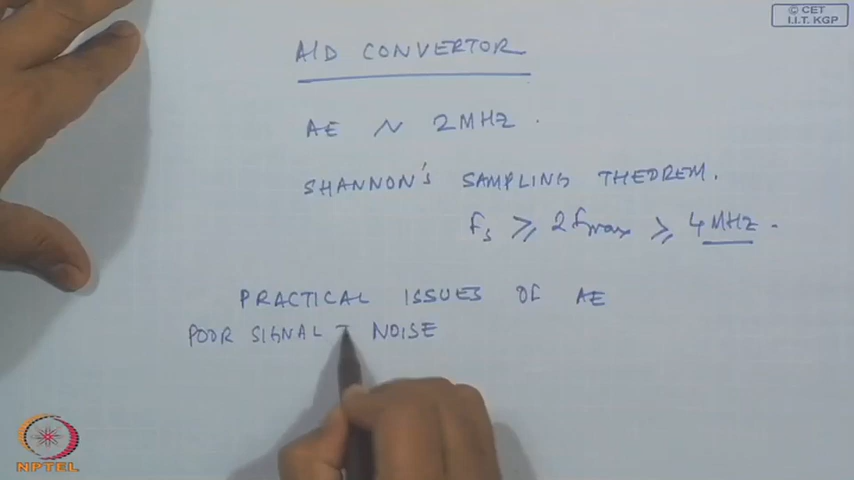 © CET
I.I.T. KGP
A/D CONVERTOR
AE ~ 2MHZ.
SHANNON'S SAMPLING THEOREM.
fs ≥ 2fmax ≥ 4MHZ.
PRACTICAL ISSUES OF AE
POOR SIGNAL - NOISE
NPTEL